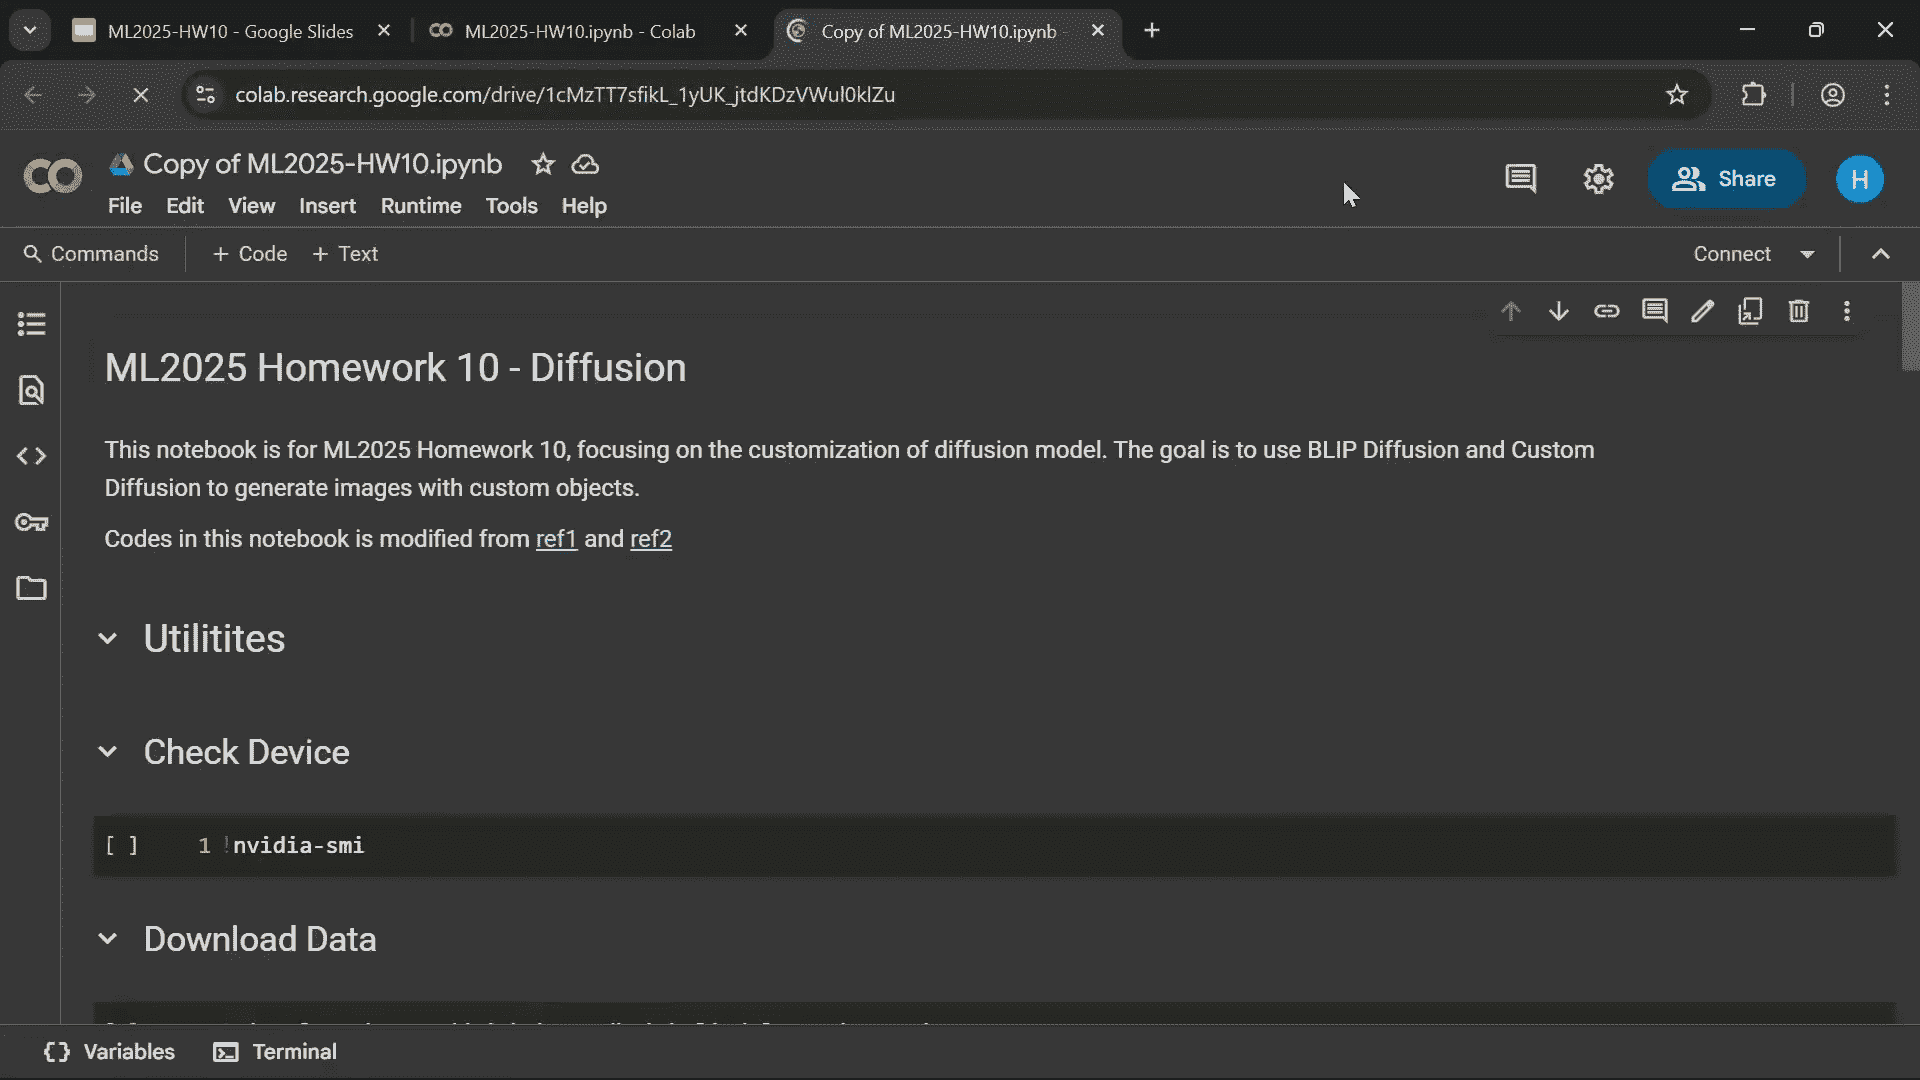 ML2025-HW10 - Google Slides
ML2025-HW10.ipynb - Colab
Copy of ML2025-HW10.ipynb -
colab.research.google.com/drive/1cMzTT7sfikL_1yUK_jtdKDzVWul0klZu
CO
Copy of ML2025-HW10.ipynb
File Edit View Insert Runtime Tools Help
Share
H
Commands + Code + Text
Connect
ML2025 Homework 10 - Diffusion
This notebook is for ML2025 Homework 10, focusing on the customization of diffusion model. The goal is to use BLIP Diffusion and Custom
Diffusion to generate images with custom objects.
Codes in this notebook is modified from ref1 and ref2
Utilitites
Check Device
[ ] 1 !nvidia-smi
Download Data
{} Variables Terminal